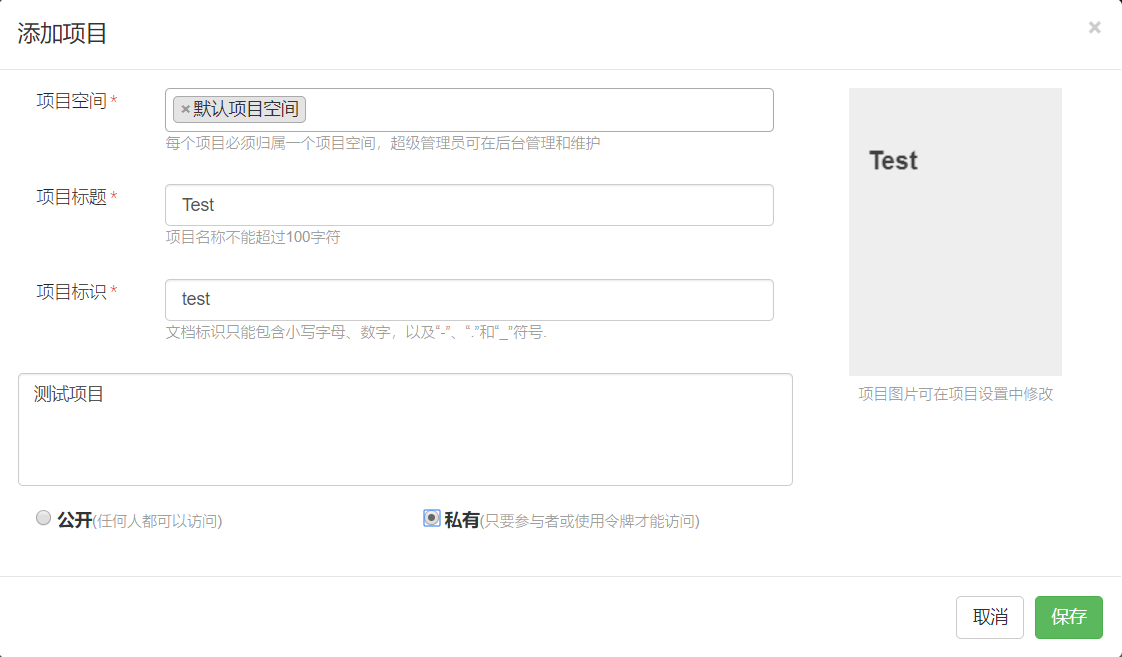 添加项目
×
项目空间*
×默认项目空间
每个项目必须归属一个项目空间，超级管理员可在后台管理和维护
项目标题*
Test
项目名称不能超过100字符
项目标识*
test
文档标识只能包含小写字母、数字，以及“-”、“.”和“_”符号.
测试项目
公开(任何人都可以访问)
私有(只要参与者或使用令牌才能访问)
Test
项目图片可在项目设置中修改
取消
保存